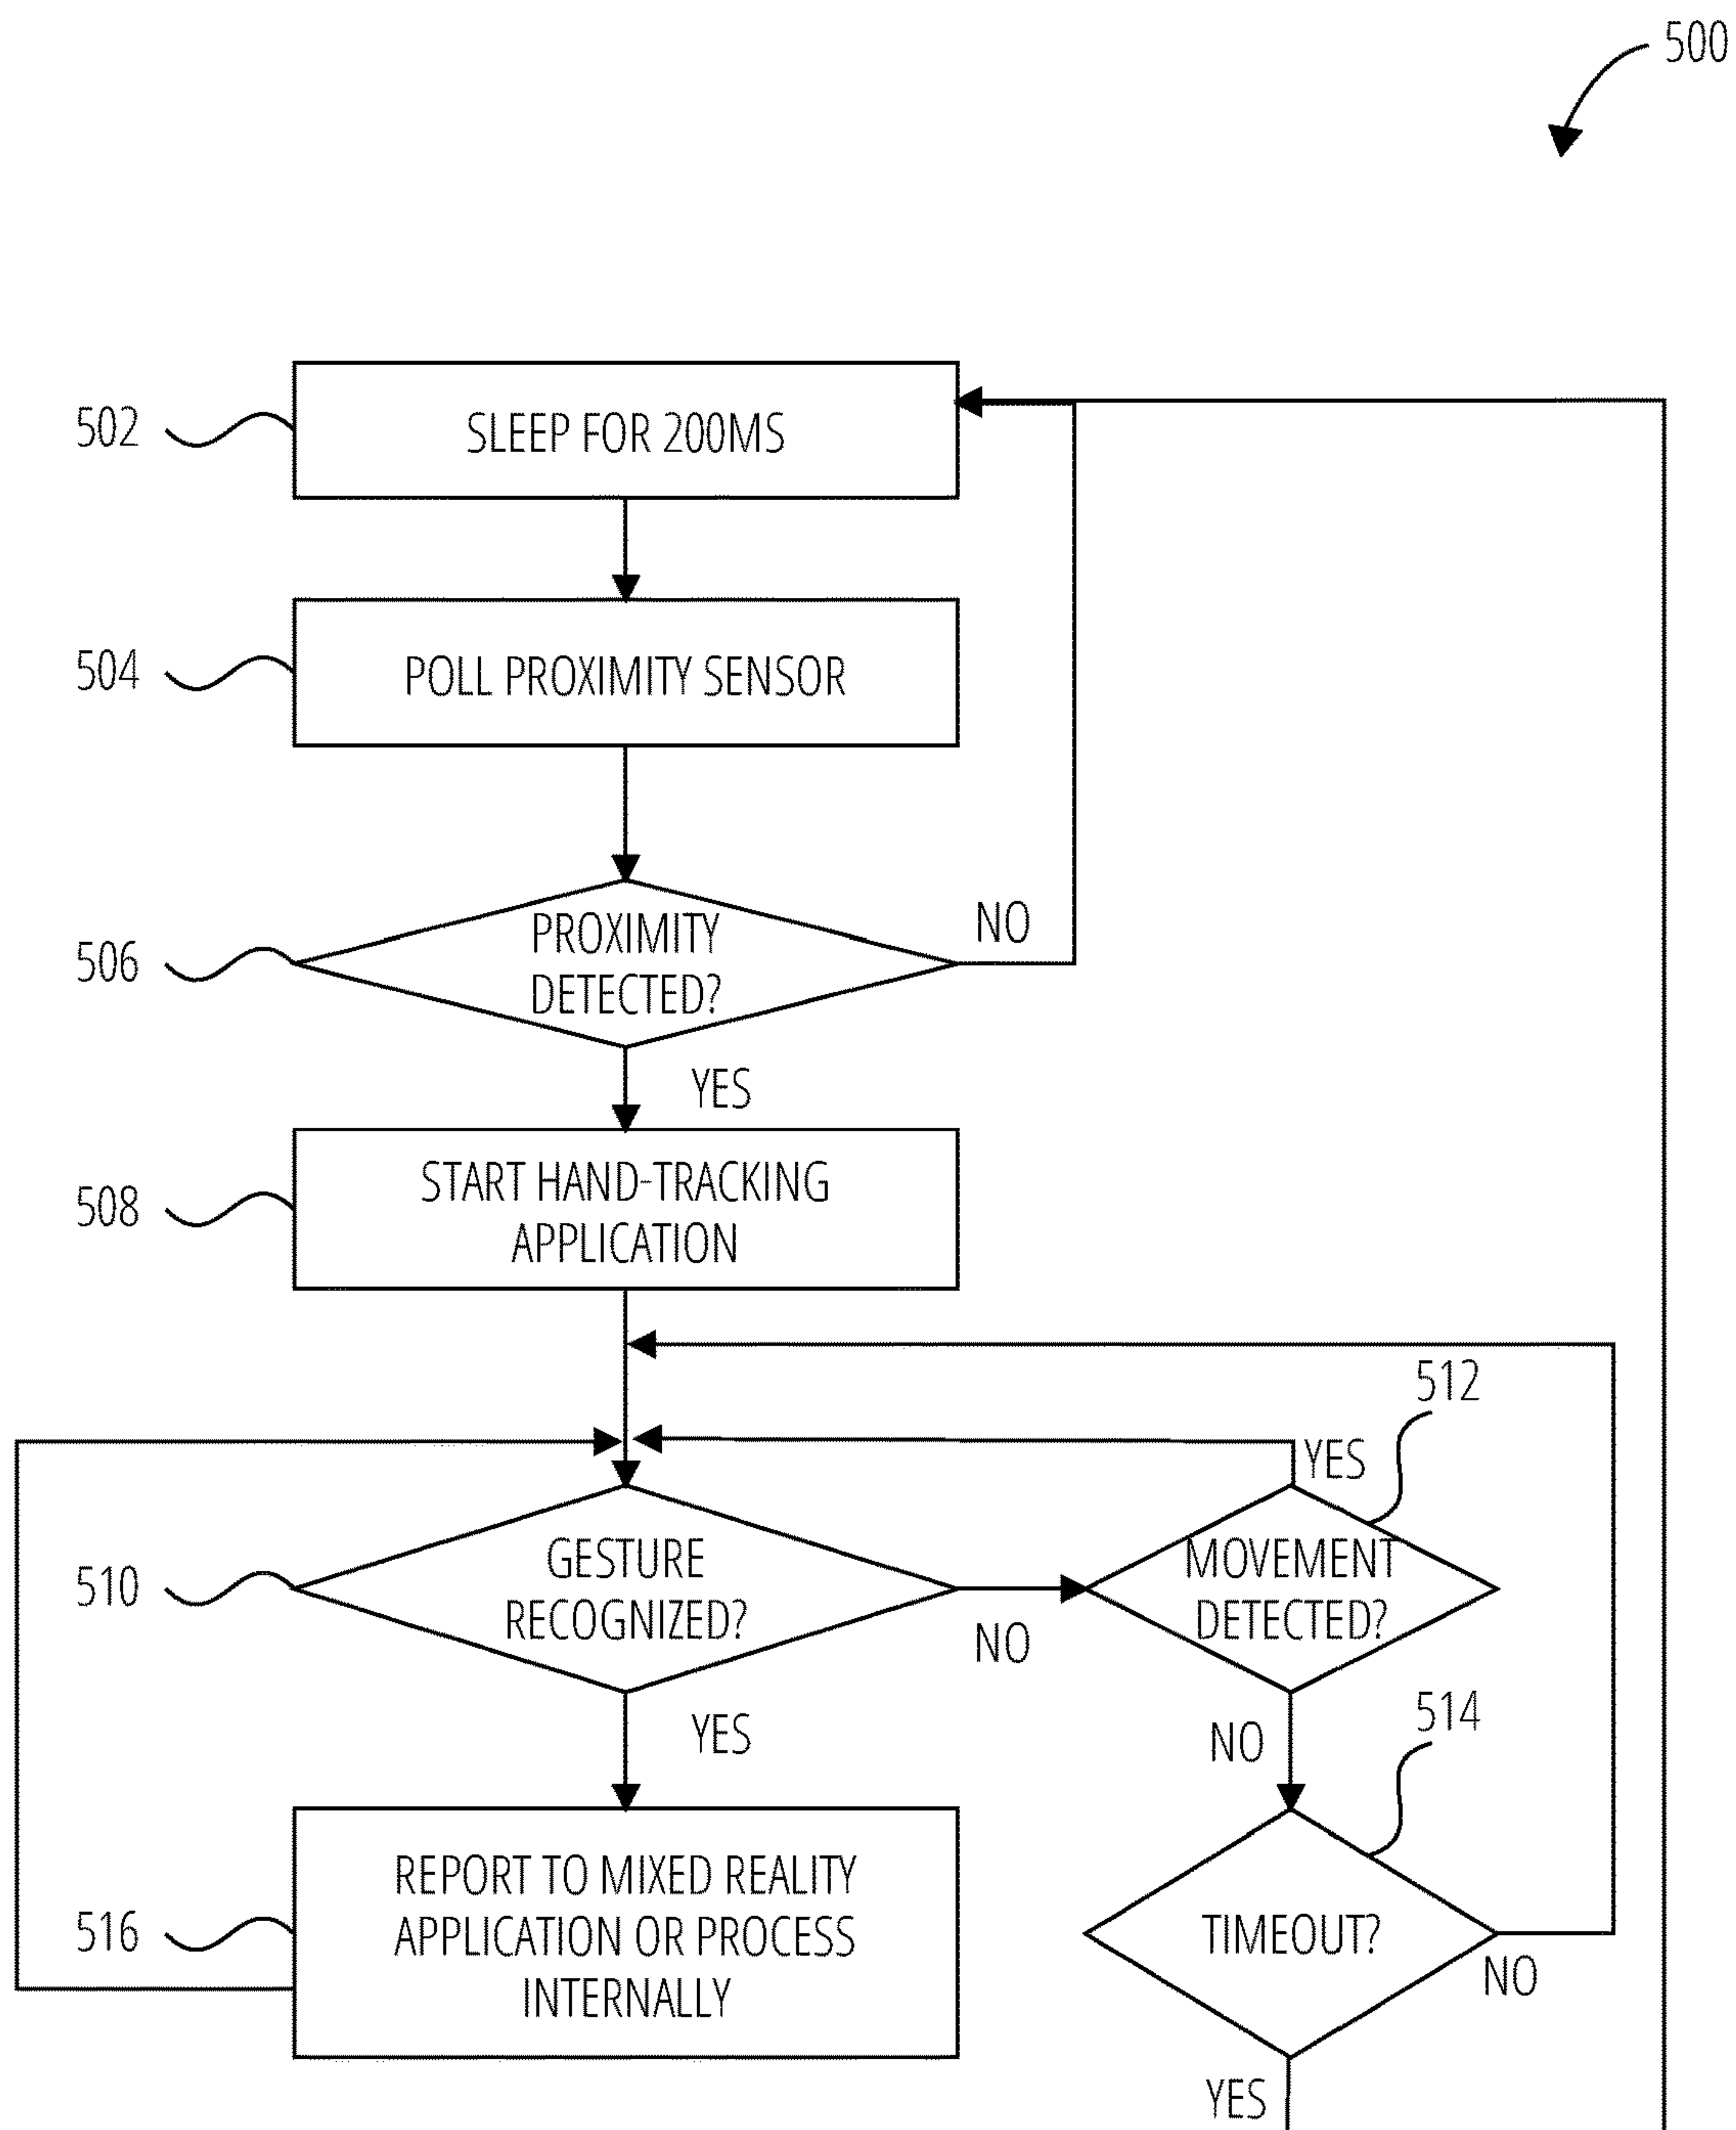 500
502
SLEEP FOR 200MS
504
POLL PROXIMITY SENSOR
506
PROXIMITY
DETECTED?
NO
YES
508
START HAND-TRACKING
APPLICATION
512
YES
510
GESTURE
RECOGNIZED?
NO
MOVEMENT
DETECTED?
YES
NO
514
516
REPORT TO MIXED REALITY
APPLICATION OR PROCESS
INTERNALLY
TIMEOUT?
NO
YES